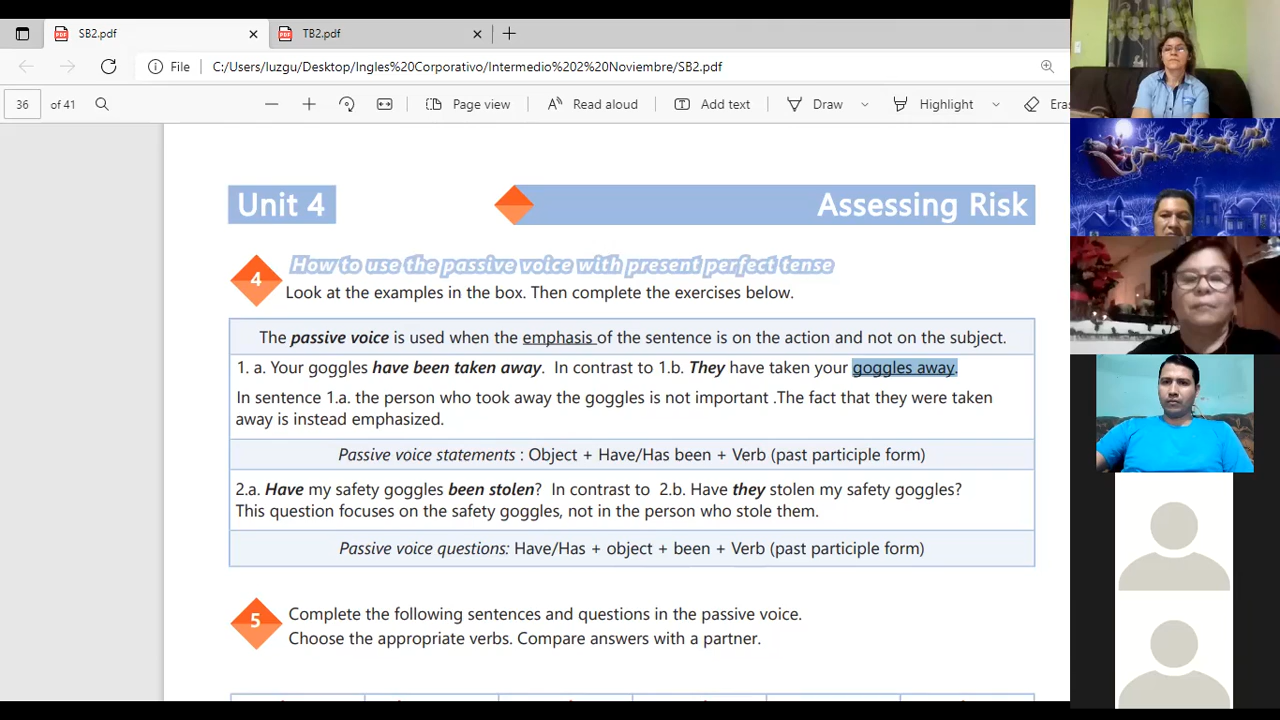 SB2.pdf
TB2.pdf
File
C:/Users/luzgu/Desktop/Ingles%20Corporativo/Intermedio%202%20Noviembre/SB2.pdf
36 of 41
Page view
Read aloud
Add text
Draw
Highlight
Eras
Unit 4
Assessing Risk
4
How to use the passive voice with present perfect tense
Look at the examples in the box. Then complete the exercises below.
The passive voice is used when the emphasis of the sentence is on the action and not on the subject.
1. a. Your goggles have been taken away. In contrast to 1.b. They have taken your goggles away.
In sentence 1.a. the person who took away the goggles is not important .The fact that they were taken
away is instead emphasized.
Passive voice statements : Object + Have/Has been + Verb (past participle form)
2.a. Have my safety goggles been stolen? In contrast to 2.b. Have they stolen my safety goggles?
This question focuses on the safety goggles, not in the person who stole them.
Passive voice questions: Have/Has + object + been + Verb (past participle form)
5
Complete the following sentences and questions in the passive voice.
Choose the appropriate verbs. Compare answers with a partner.